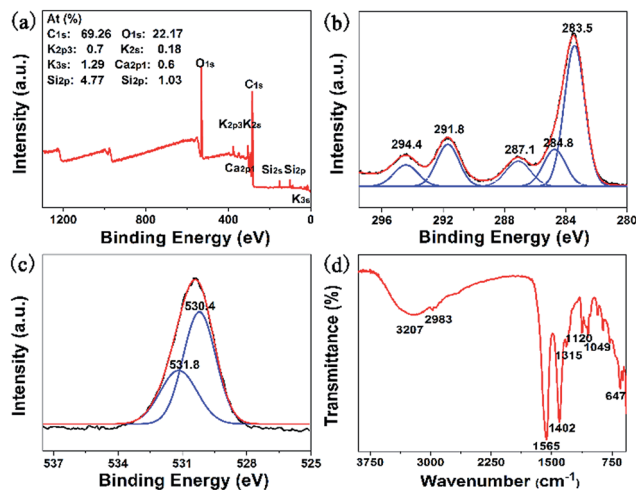 (a)
At (%)
C1s: 69.26 O1s: 22.17
K2p3: 0.7 K2s: 0.18
K3s: 1.29 Ca2p1: 0.6
Si2p: 4.77 Si2p: 1.03
O1s
C1s
K2p3K2s
Ca2p1
Si2s Si2p
K3s
Intensity (a.u.)
1200 800 400 0
Binding Energy (eV)
(b)
283.5
294.4
291.8
287.1
284.8
Intensity (a.u.)
296 292 288 284 280
Binding Energy (eV)
(c)
530.4
531.8
Intensity (a.u.)
537 534 531 528 525
Binding Energy (eV)
(d)
3207
2983
1565
1402
1315
1120
1049
647
Transmittance (%)
3750 3000 2250 1500 750
Wavenumber (cm-1)